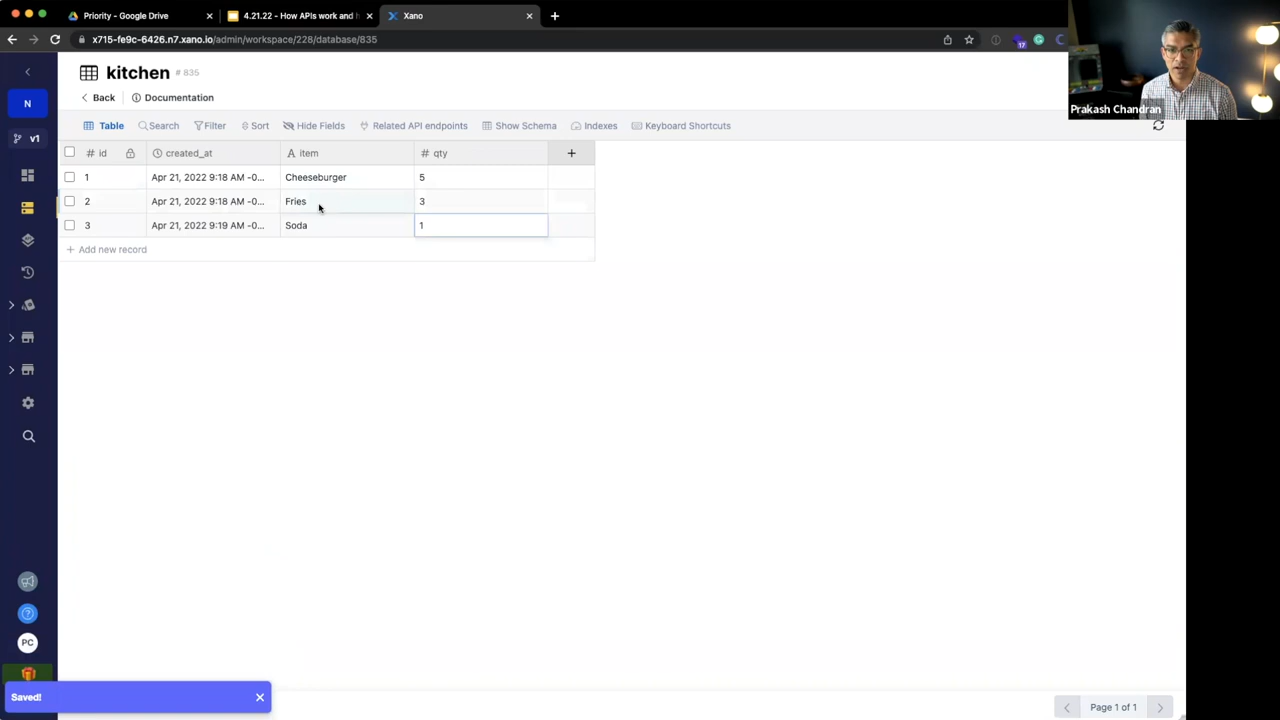 Priority - Google Drive
4.21.22 - How APIs work and h
Xano
x715-fe9c-6426.n7.xano.io/admin/workspace/228/database/835
17
Prakash Chandran
kitchen # 835
Back
Documentation
N
v1
Table
Search
Filter
Sort
Hide Fields
Related API endpoints
Show Schema
Indexes
Keyboard Shortcuts
# id
created_at
A item
# qty
+
1 Apr 21, 2022 9:18 AM -0... Cheeseburger 5
2 Apr 21, 2022 9:18 AM -0... Fries 3
3 Apr 21, 2022 9:19 AM -0... Soda 1
+ Add new record
?
PC
Saved!
Page 1 of 1